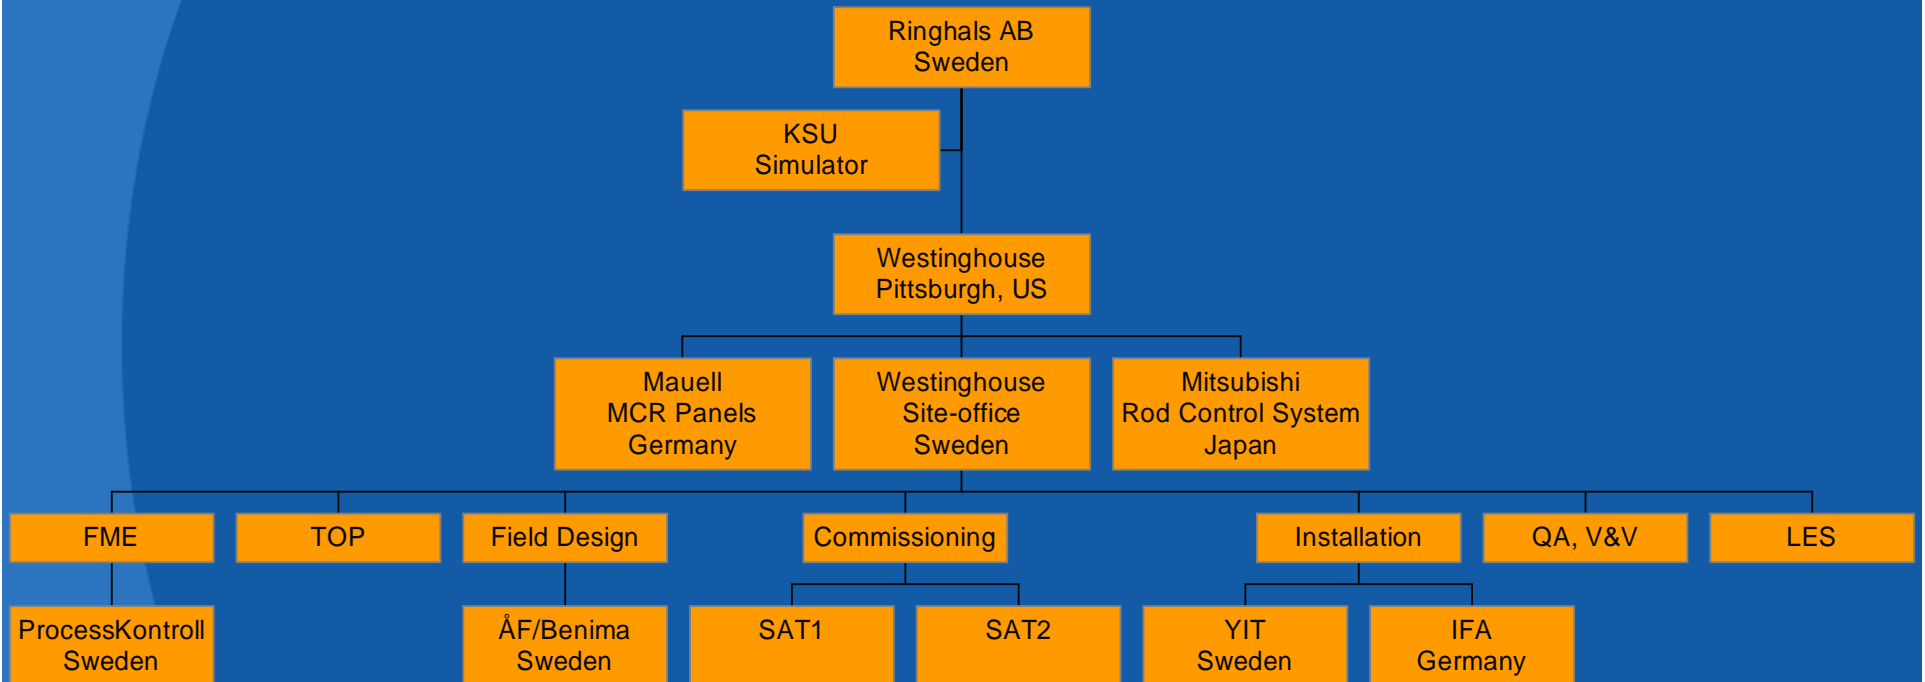 Ringhals AB
Sweden
KSU
Simulator
Westinghouse
Pittsburgh, US
Mauell
MCR Panels
Germany
Westinghouse
Site-office
Sweden
Mitsubishi
Rod Control System
Japan
FME
TOP
Field Design
Commissioning
Installation
QA, V&V
LES
ProcessKontroll
Sweden
ÅF/Benima
Sweden
SAT1
SAT2
YIT
Sweden
IFA
Germany